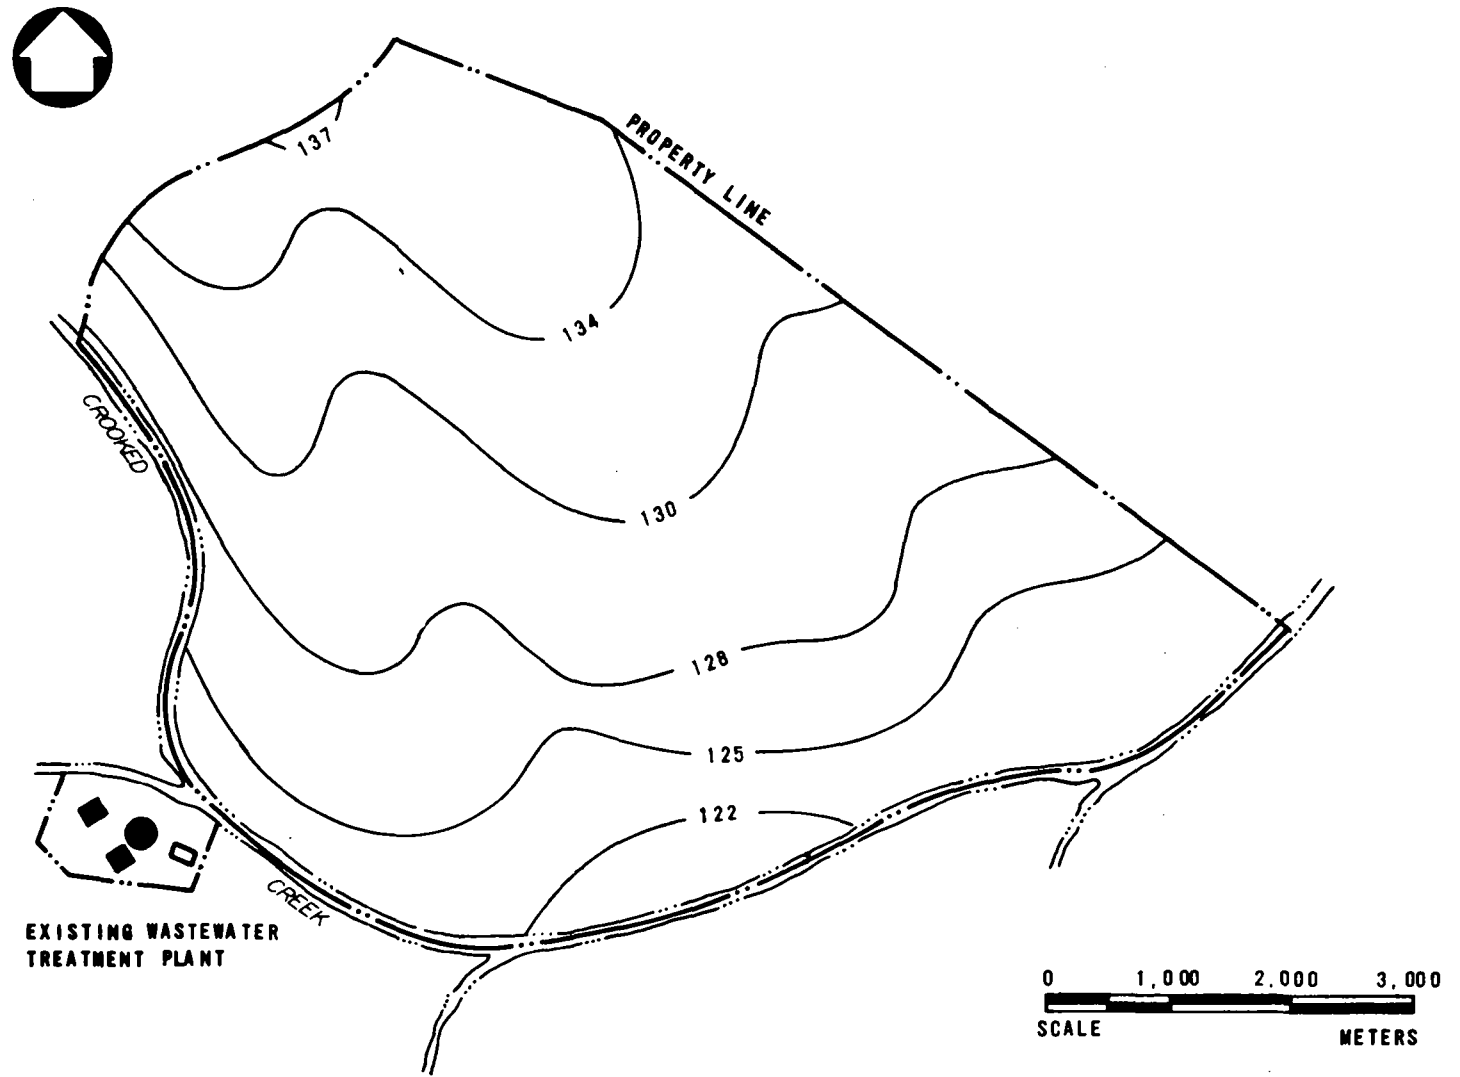 137
PROPERTY LINE
134
CROOKED
130
128
125
122
CREEK
EXISTING WASTEWATER
TREATMENT PLANT
0 1,000 2,000 3,000
SCALE METERS